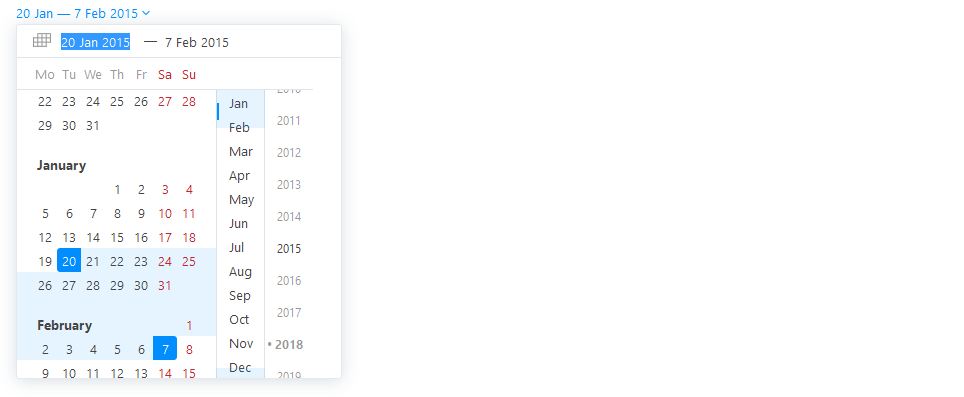 20 Jan — 7 Feb 2015
20 Jan 2015 — 7 Feb 2015
Mo Tu We Th Fr Sa Su
22 23 24 25 26 27 28
29 30 31
January
1 2 3 4
5 6 7 8 9 10 11
12 13 14 15 16 17 18
19 20 21 22 23 24 25
26 27 28 29 30 31
February 1
2 3 4 5 6 7 8
9 10 11 12 13 14 15
Jan
Feb
Mar
Apr
May
Jun
Jul
Aug
Sep
Oct
Nov
Dec
2010
2011
2012
2013
2014
2015
2016
2017
• 2018
2019